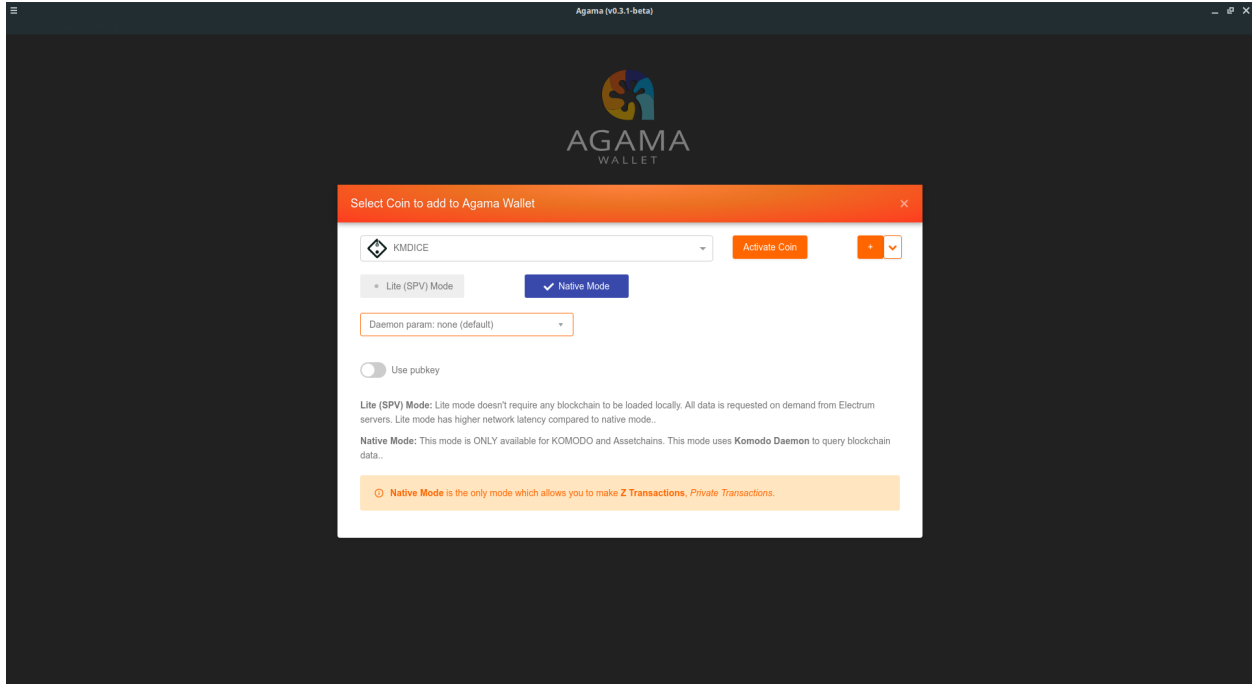 Agama (v0.3.1-beta)
AGAMA
WALLET
Select Coin to add to Agama Wallet
KMDICE
Activate Coin
+
Lite (SPV) Mode
Native Mode
Daemon param: none (default)
Use pubkey
Lite (SPV) Mode: Lite mode doesn't require any blockchain to be loaded locally. All data is requested on demand from Electrum
servers. Lite mode has higher network latency compared to native mode..
Native Mode: This mode is ONLY available for KOMODO and Assetchains. This mode uses Komodo Daemon to query blockchain
data..
Native Mode is the only mode which allows you to make Z Transactions, Private Transactions.